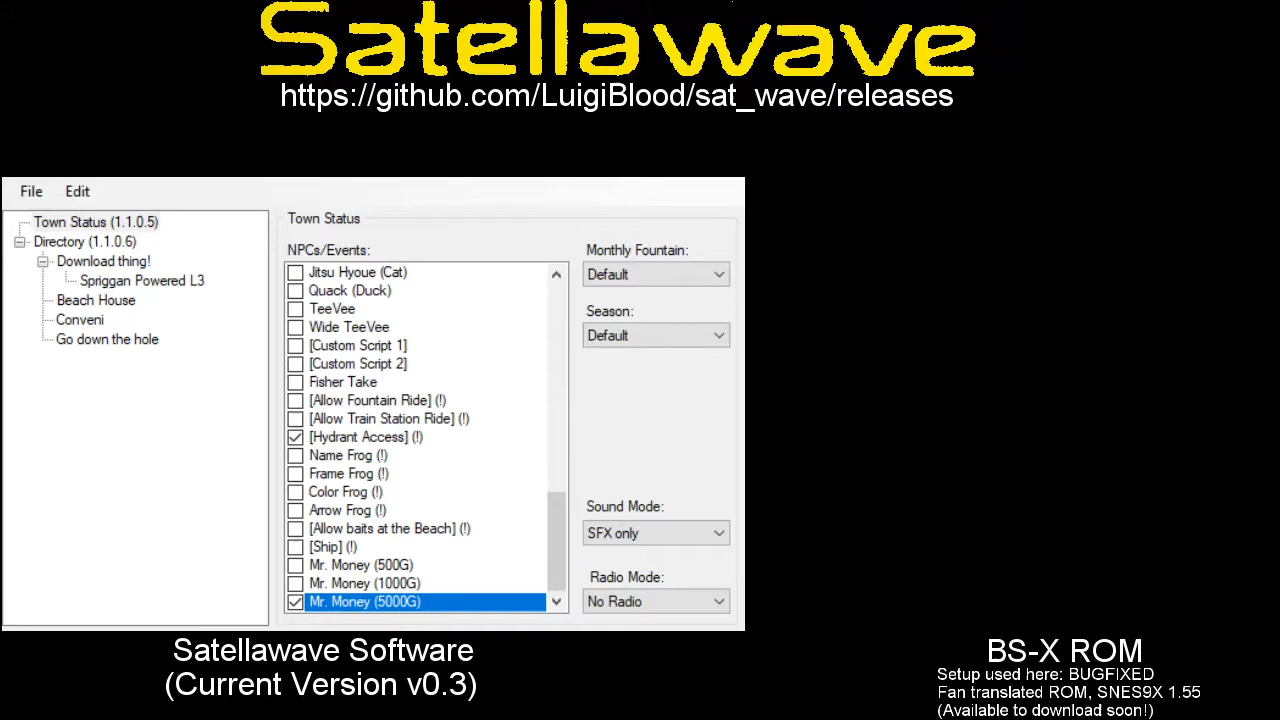 Satellawave
https://github.com/LuigiBlood/sat_wave/releases
File Edit
Town Status (1.1.0.5)
Directory (1.1.0.6)
Download thing!
Spriggan Powered L3
Beach House
Conveni
Go down the hole
Town Status
NPCs/Events:
Jitsu Hyoue (Cat)
Quack (Duck)
TeeVee
Wide TeeVee
[Custom Script 1]
[Custom Script 2]
Fisher Take
[Allow Fountain Ride] (!)
[Allow Train Station Ride] (!)
[Hydrant Access] (!)
Name Frog (!)
Frame Frog (!)
Color Frog (!)
Arrow Frog (!)
[Allow baits at the Beach] (!)
[Ship] (!)
Mr. Money (500G)
Mr. Money (1000G)
Mr. Money (5000G)
Monthly Fountain:
Default
Season:
Default
Sound Mode:
SFX only
Radio Mode:
No Radio
Satellawave Software
(Current Version v0.3)
BS-X ROM
Setup used here: BUGFIXED
Fan translated ROM, SNES9X 1.55
(Available to download soon!)